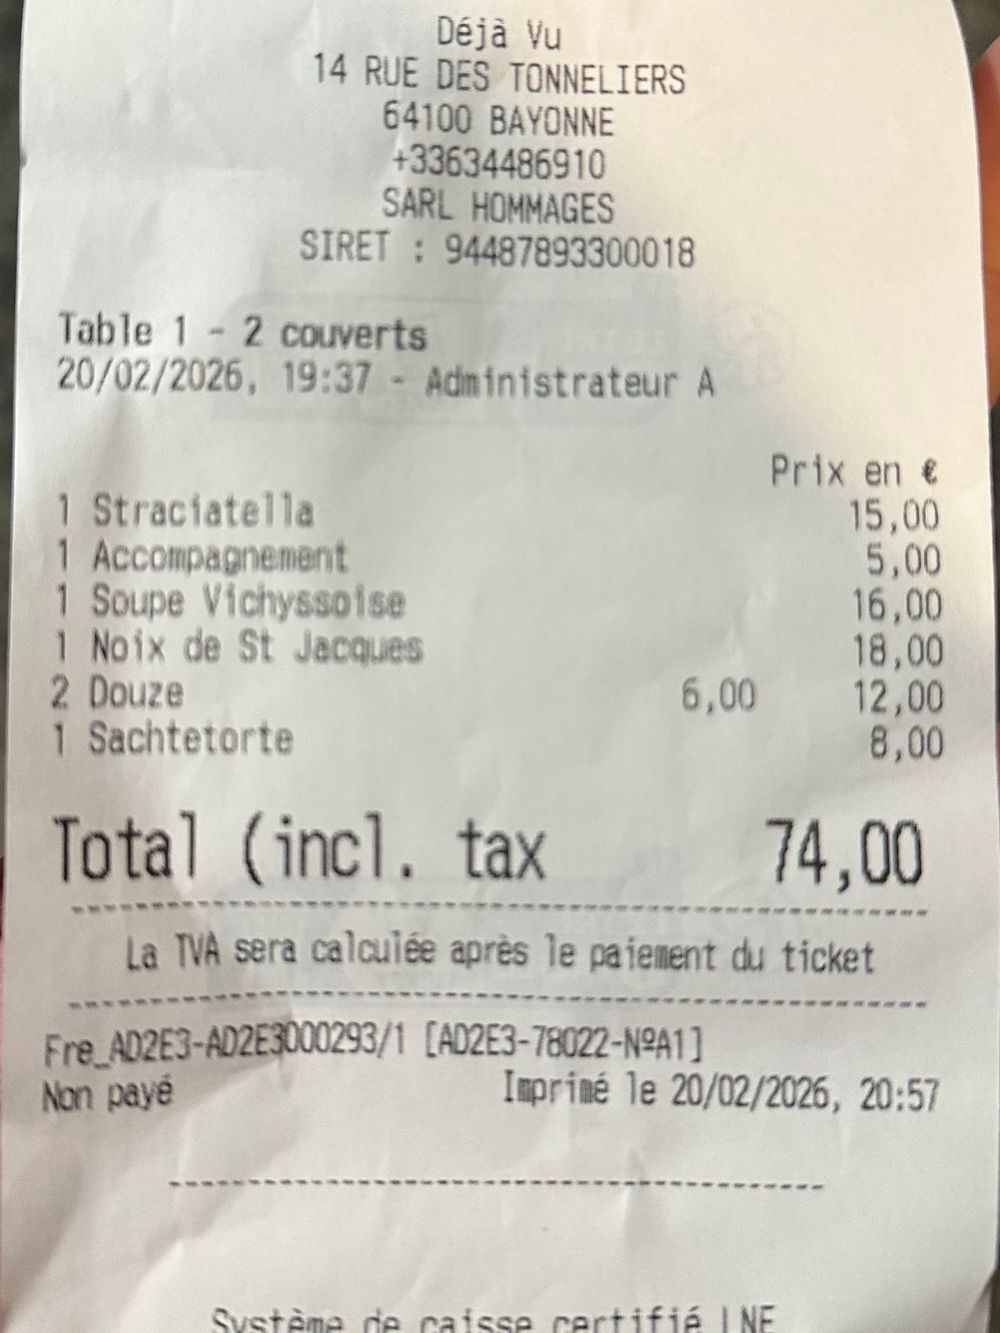 Déjà Vu
14 RUE DES TONNELIERS
64100 BAYONNE
+33634486910
SARL HOMMAGES
SIRET : 94487893300018
Table 1 - 2 couverts
20/02/2026, 19:37 - Administrateur A
Prix en €
1 Straciatella 15,00
1 Accompagnement 5,00
1 Soupe Vichyssoise 16,00
1 Noix de St Jacques 18,00
2 Douze 6,00 12,00
1 Sachtetorte 8,00
Total (incl. tax 74,00
La TVA sera calculée après le paiement du ticket
Fre_AD2E3-AD2E3000293/1 [AD2E3-78022-NºA1]
Non payé Imprimé le 20/02/2026, 20:57
Système de caisse certifié LNE